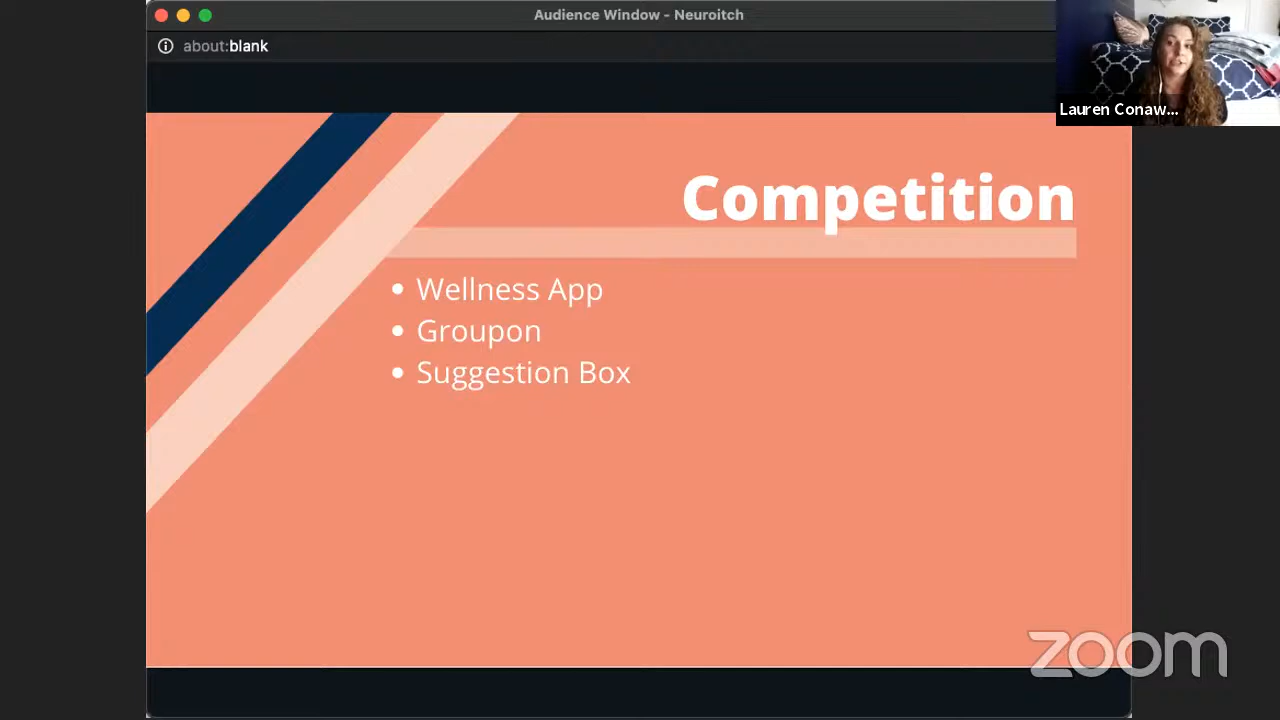 Audience Window - Neuroitch
about:blank
Lauren Conaw...
Competition
Wellness App
Groupon
Suggestion Box
zoom